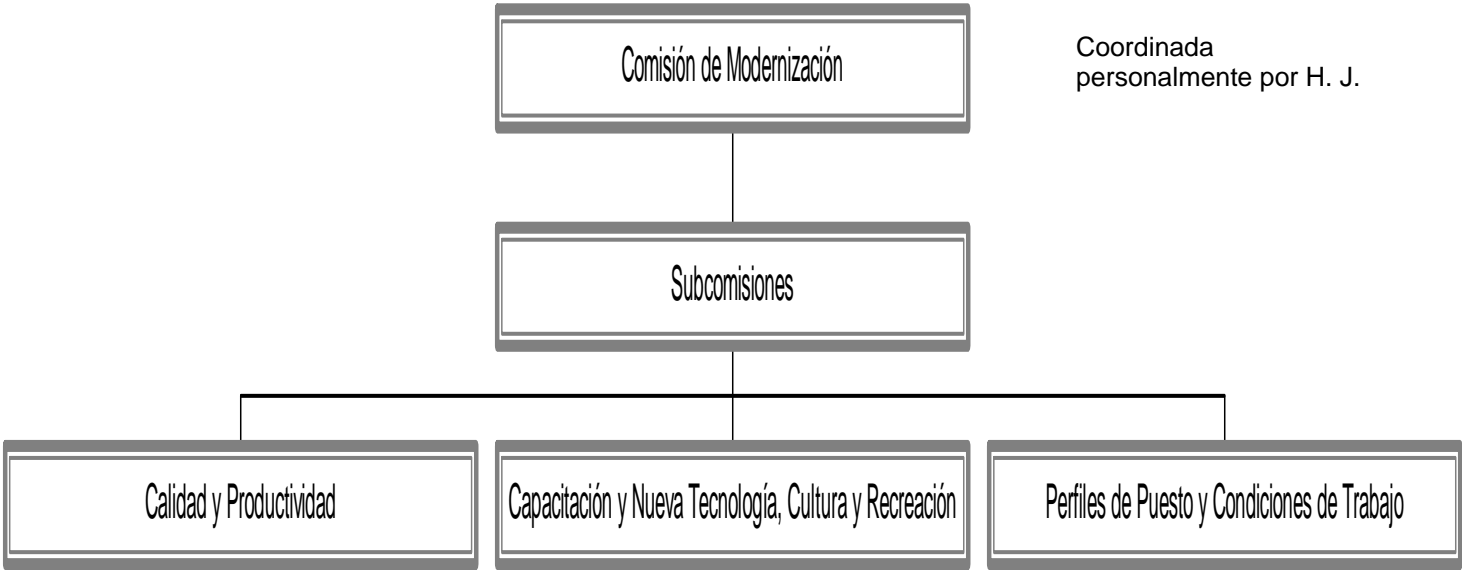 Comisión de Modernización
Coordinada
personalmente por H. J.
Subcomisiones
Calidad y Productividad
Capacitación y Nueva Tecnología, Cultura y Recreación
Perfiles de Puesto y Condiciones de Trabajo